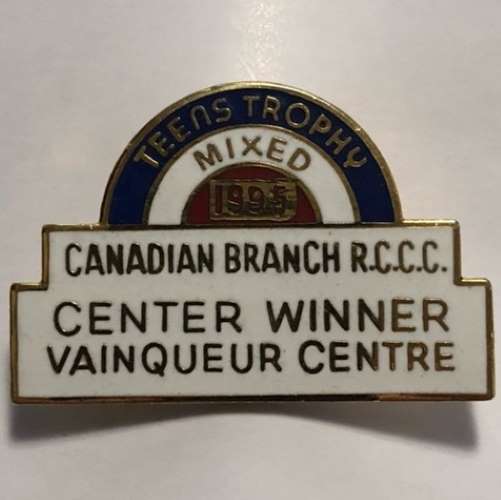 TEENS TROPHY
MIXED
1995
CANADIAN BRANCH R.C.C.C.
CENTER WINNER
VAINQUEUR CENTRE